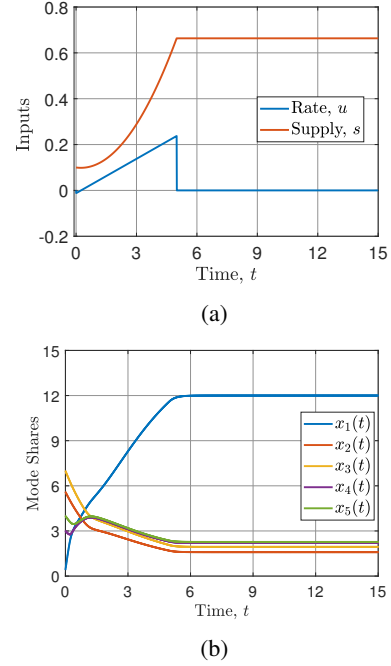 0.8
0.6
0.4
0.2
0
-0.2
Inputs
Rate, u
Supply, s
0 3 6 9 12 15
Time, t
(a)
15
12
9
6
3
0
Mode Shares
x₁(t)
x₂(t)
x₃(t)
x₄(t)
x₅(t)
0 3 6 9 12 15
Time, t
(b)